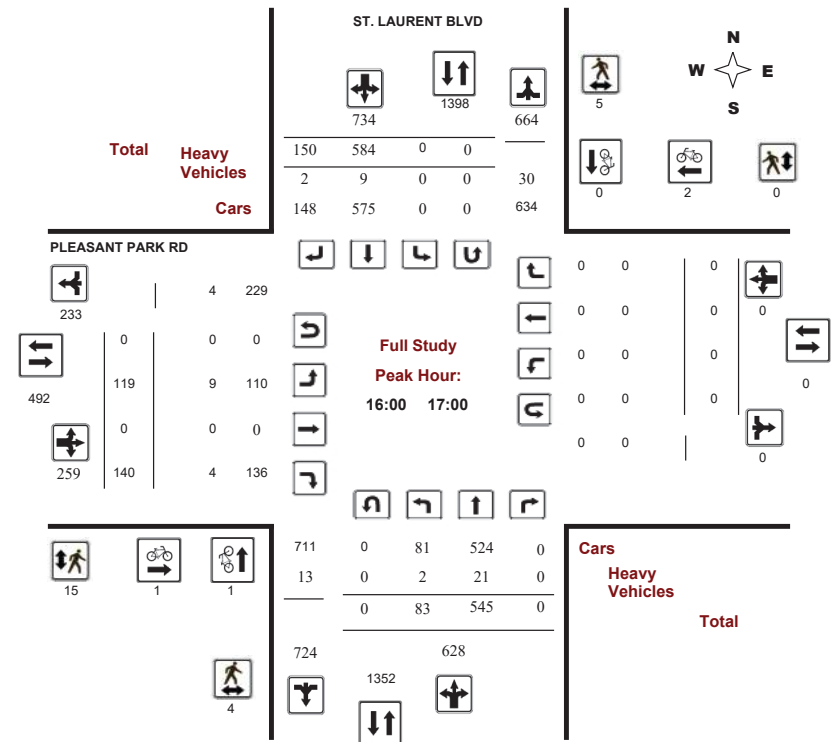 ST. LAURENT BLVD
N
W E
S
1398
5
734 664
Total Heavy Vehicles
Cars
150 584 0 0
2 9 0 0 30
148 575 0 0 634
0 2 0
PLEASANT PARK RD
4 229
233
0 0 0
492
119 9 110
0 0 0
259 140 4 136
Full Study
Peak Hour:
16:00 17:00
0 0 0
0
0 0 0
0 0 0
0
0 0 0
0 0
0
711 0 81 524 0
13 0 2 21 0
0 83 545 0
724 628
1352
Cars
Heavy
Vehicles
Total
15 1 1
4